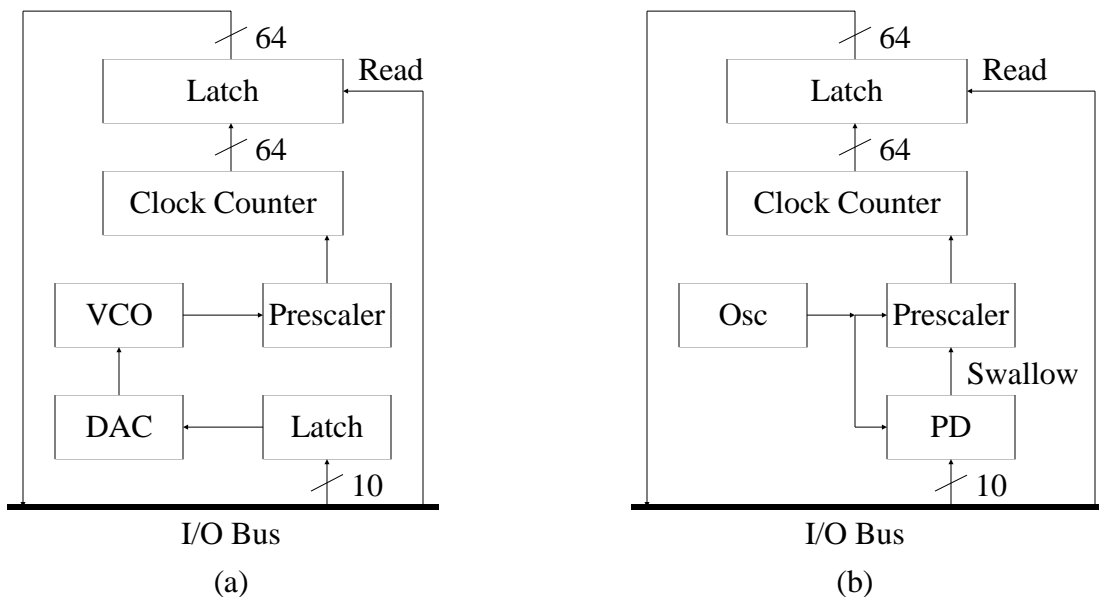 64
Read
Latch
64
Clock Counter
VCO
Prescaler
DAC
Latch
10
I/O Bus
(a)
64
Read
Latch
64
Clock Counter
Osc
Prescaler
Swallow
PD
10
I/O Bus
(b)